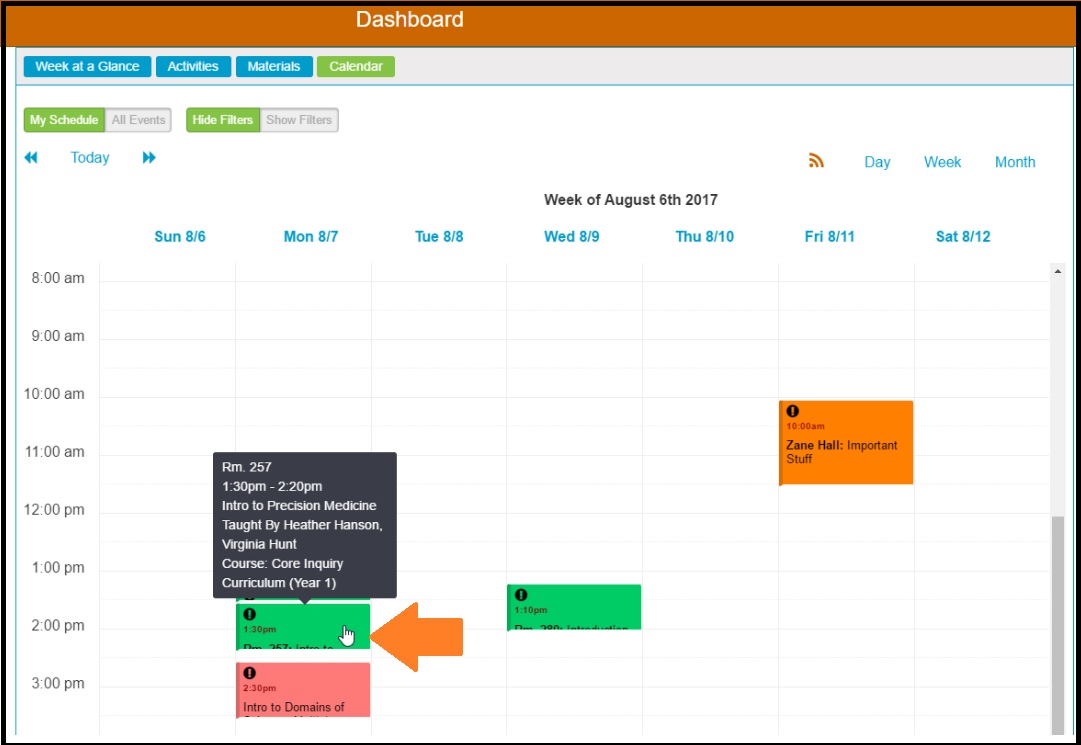 Dashboard
Week at a Glance Activities Materials Calendar
My Schedule All Events Hide Filters Show Filters
Today Day Week Month
Week of August 6th 2017
Sun 8/6 Mon 8/7 Tue 8/8 Wed 8/9 Thu 8/10 Fri 8/11 Sat 8/12
8:00 am
9:00 am
10:00 am
10:00am
Zane Hall: Important
Stuff
11:00 am
Rm. 257
1:30pm - 2:20pm
Intro to Precision Medicine
Taught By Heather Hanson,
Virginia Hunt
Course: Core Inquiry
Curriculum (Year 1)
12:00 pm
1:00 pm
1:30pm
Rm. 257: Intro to
1:10pm
Rm. 280: Introduction
2:00 pm
2:30pm
Intro to Domains of
3:00 pm